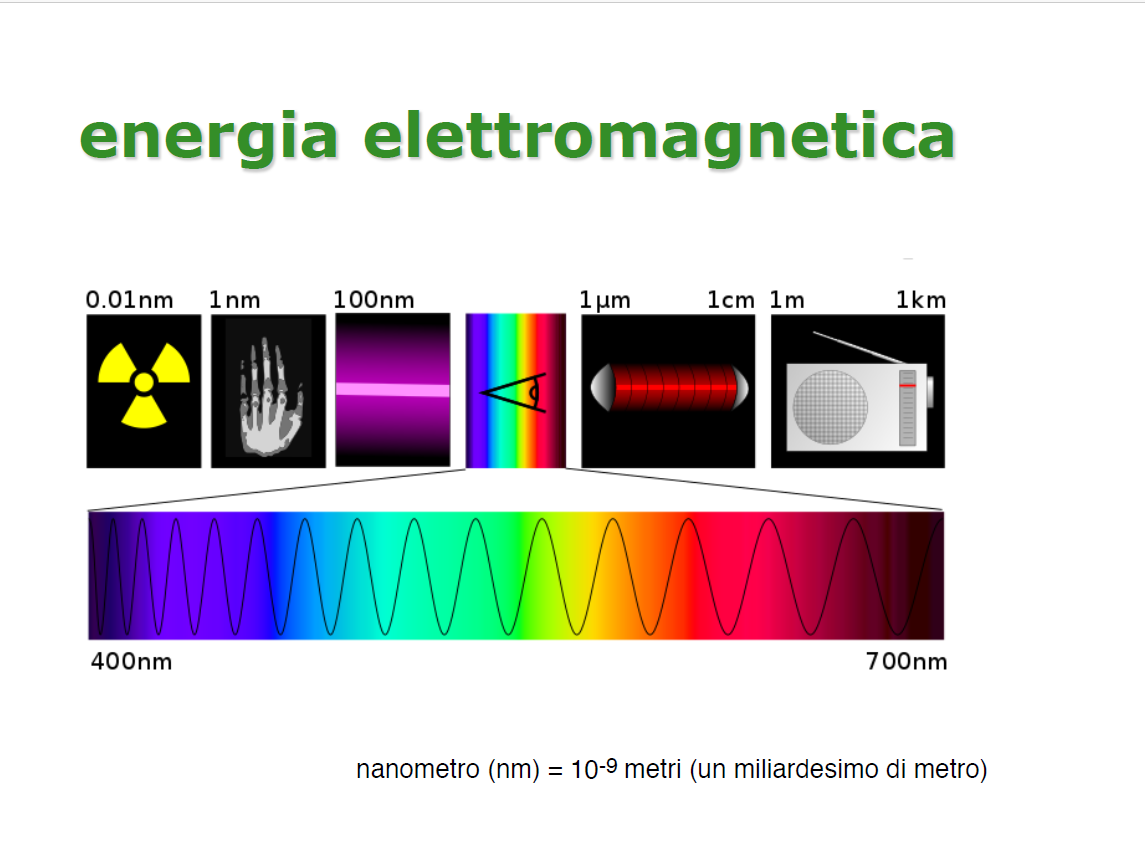 energia elettromagnetica
0.01nm 1nm 100nm 1µm 1cm 1m 1km
400nm 700nm
nanometro (nm) = 10-9 metri (un miliardesimo di metro)